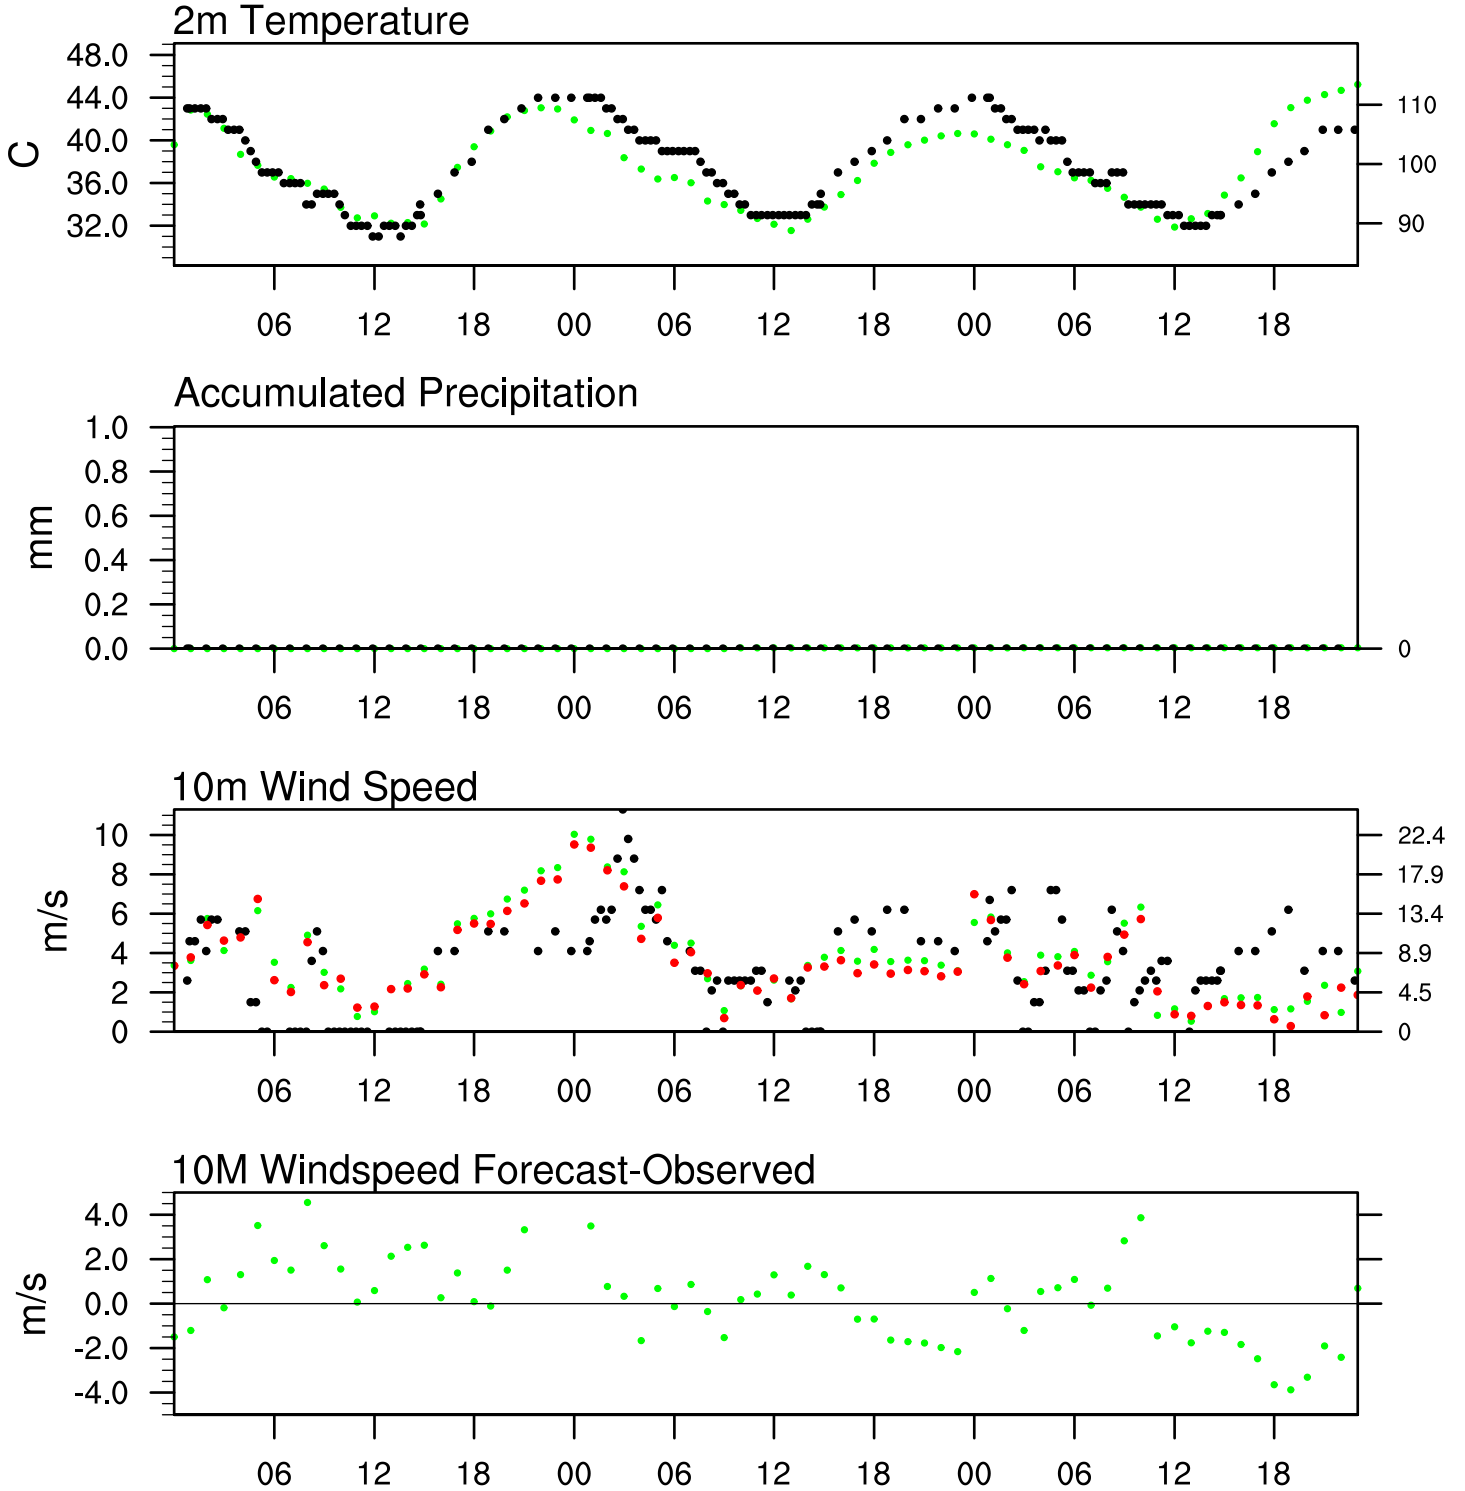 2m Temperature
48.0
44.0
40.0
36.0
32.0
C
110
100
90
06 12 18 00 06 12 18 00 06 12 18
Accumulated Precipitation
1.0
0.8
0.6
0.4
0.2
0.0
mm
0
06 12 18 00 06 12 18 00 06 12 18
10m Wind Speed
10
8
6
4
2
0
m/s
22.4
17.9
13.4
8.9
4.5
0
06 12 18 00 06 12 18 00 06 12 18
10M Windspeed Forecast-Observed
4.0
2.0
0.0
-2.0
-4.0
m/s
06 12 18 00 06 12 18 00 06 12 18